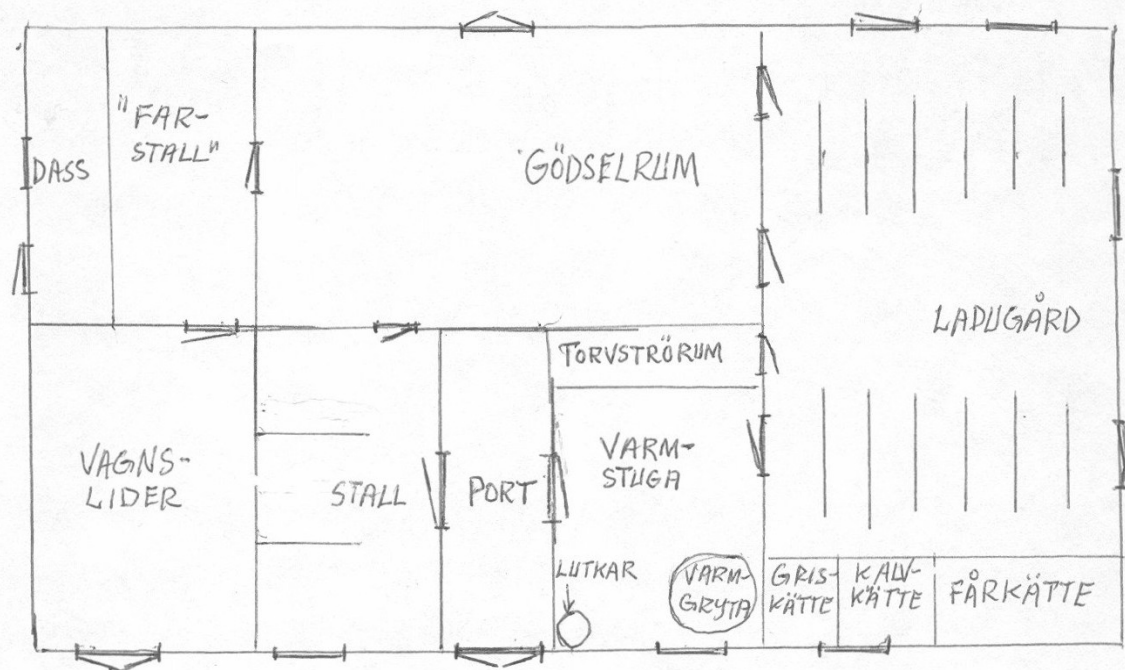 DASS
"FAR-
STALL"
GÖDSELRUM
LADUGÅRD
TORVSTRÖRUM
VAGNS-
LIDER
STALL
PORT
VARM-
STUGA
LUTKAR
VARM-
GRYTA
GRIS-
KÄTTE
KALV-
KÄTTE
FÅRKÄTTE